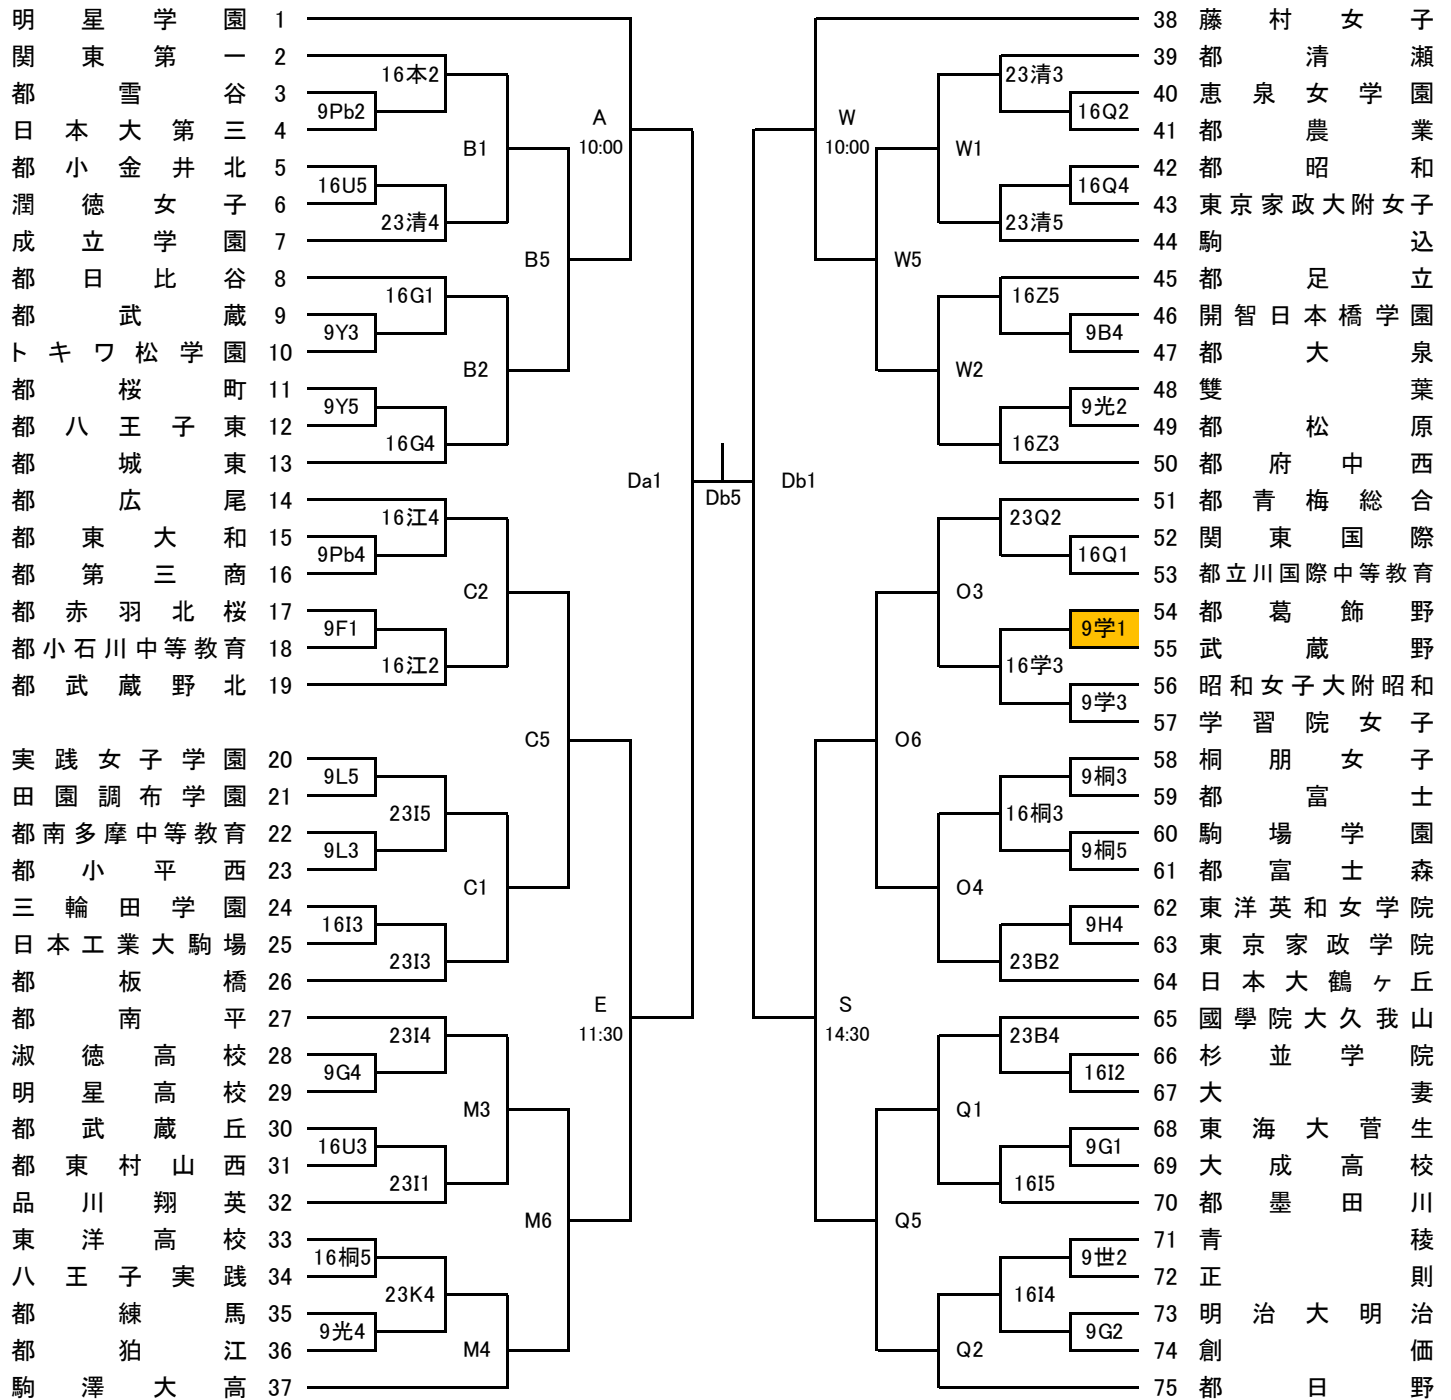 明星学園 1
関東第一 2
都雪谷 3
日本大第三 4
都小金井北 5
潤徳女子 6
成立学園 7
都日比谷 8
都武蔵 9
トキワ松学園 10
都桜町 11
都八王子東 12
都城東 13
都広尾 14
都東大和 15
都第三商 16
都赤羽北桜 17
都小石川中等教育 18
都武蔵野北 19
実践女子学園 20
田園調布学園 21
都南多摩中等教育 22
都小平西 23
三輪田学園 24
日本工業大駒場 25
都板橋 26
都南平 27
淑徳高校 28
明星高校 29
都武蔵丘 30
都東村山西 31
品川翔英 32
東洋高校 33
八王子実践 34
都練馬 35
都狛江 36
駒澤大高 37
16本2
9Pb2
16U5
23清4
16G1
9Y3
9Y5
16G4
16江4
9Pb4
9F1
16江2
9L5
23I5
9L3
16I3
23I3
23I4
9G4
16U3
23I1
16桐5
23K4
9光4
B1
B2
C2
C1
M3
M4
B5
C5
M6
A
10:00
E
11:30
Da1
Db5
Db1
W
10:00
S
14:30
W5
O6
Q5
W1
W2
O3
O4
Q1
Q2
23清3
16Q2
16Q4
23清5
16Z5
9B4
9光2
16Z3
23Q2
16Q1
9学1
16学3
9学3
9桐3
16桐3
9桐5
9H4
23B2
23B4
16I2
9G1
16I5
9世2
16I4
9G2
38 藤村女子
39 都清瀬
40 恵泉女学園
41 都農業
42 都昭和
43 東京家政大附女子
44 駒込
45 都足立
46 開智日本橋学園
47 都大泉
48 雙葉
49 都松原
50 都府中西
51 都青梅総合
52 関東国際
53 都立川国際中等教育
54 都葛飾野
55 武蔵野
56 昭和女子大附昭和
57 学習院女子
58 桐朋女子
59 都富士
60 駒場学園
61 都富士森
62 東洋英和女学院
63 東京家政学院
64 日本大鶴ヶ丘
65 國學院大久我山
66 杉並学院
67 大妻
68 東海大菅生
69 大成高校
70 都墨田川
71 青稜
72 正則
73 明治大明治
74 創価
75 都日野